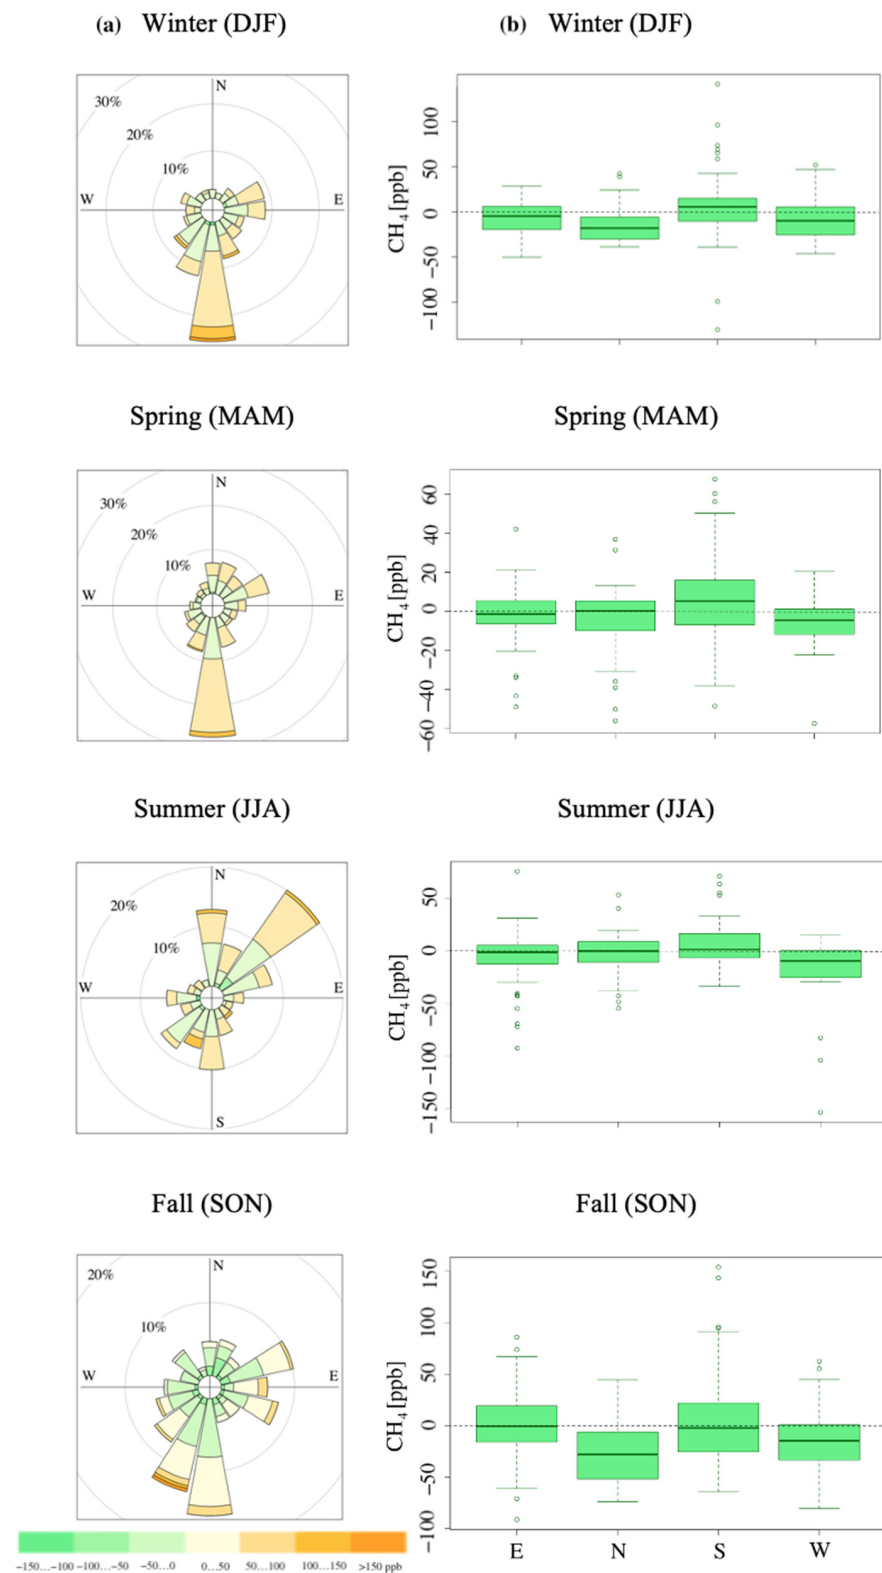 (a) Winter (DJF) (b) Winter (DJF)
N
30%
20%
10%
W E
CH4[ppb]
100
50
0
−50
−100
Spring (MAM) Spring (MAM)
N
30%
20%
10%
W E
CH4[ppb]
60
40
20
0
−20
−40
−60
Summer (JJA) Summer (JJA)
N
20%
10%
W E
S
CH4[ppb]
50
0
−50
−100
−150
Fall (SON) Fall (SON)
N
20%
10%
W E
CH4[ppb]
150
100
50
0
−50
−100
E N S W
−150…−100 −100…−50 −50…0 0…50 50…100 100…150 >150 ppb